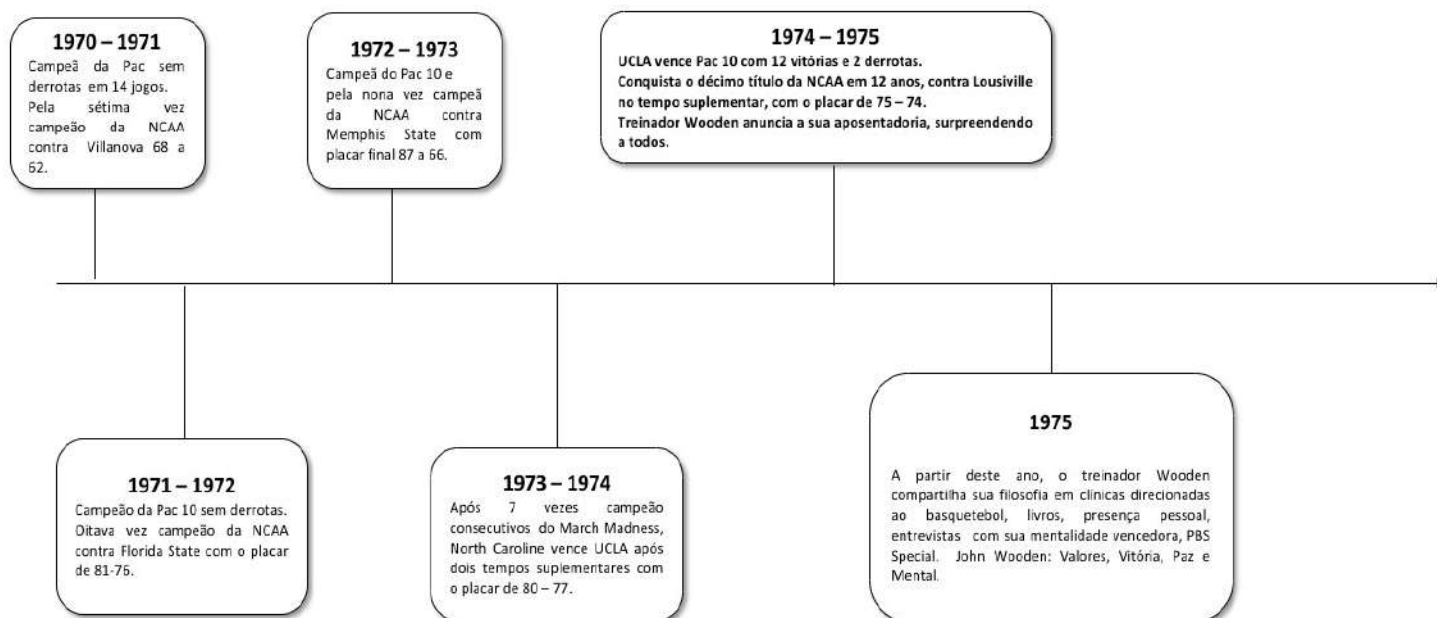 1970 – 1971
Campeã da Pac sem
derrotas em 14 jogos.
Pela sétima vez
campeão da NCAA
contra Villanova 68 a
62.
1972 – 1973
Campeã do Pac 10 e
pela nona vez campeã
da NCAA contra
Memphis State com
placar final 87 a 66.
1974 – 1975
UCLA vence Pac 10 com 12 vitórias e 2 derrotas.
Conquista o décimo título da NCAA em 12 anos, contra Lousiville
no tempo suplementar, com o placar de 75 – 74.
Treinador Wooden anuncia a sua aposentadoria, surpreendendo
a todos.
1971 – 1972
Campeão da Pac 10 sem derrotas.
Oitava vez campeão da NCAA
contra Florida State com o placar
de 81-76.
1973 – 1974
Após 7 vezes campeão
consecutivos do March Madness,
North Caroline vence UCLA após
dois tempos suplementares com
o placar de 80 – 77.
1975
A partir deste ano, o treinador Wooden
compartilha sua filosofia em clínicas direcionadas
ao basquetebol, livros, presença pessoal,
entrevistas com sua mentalidade vencedora, PBS
Special. John Wooden: Valores, Vitória, Paz e
Mental.